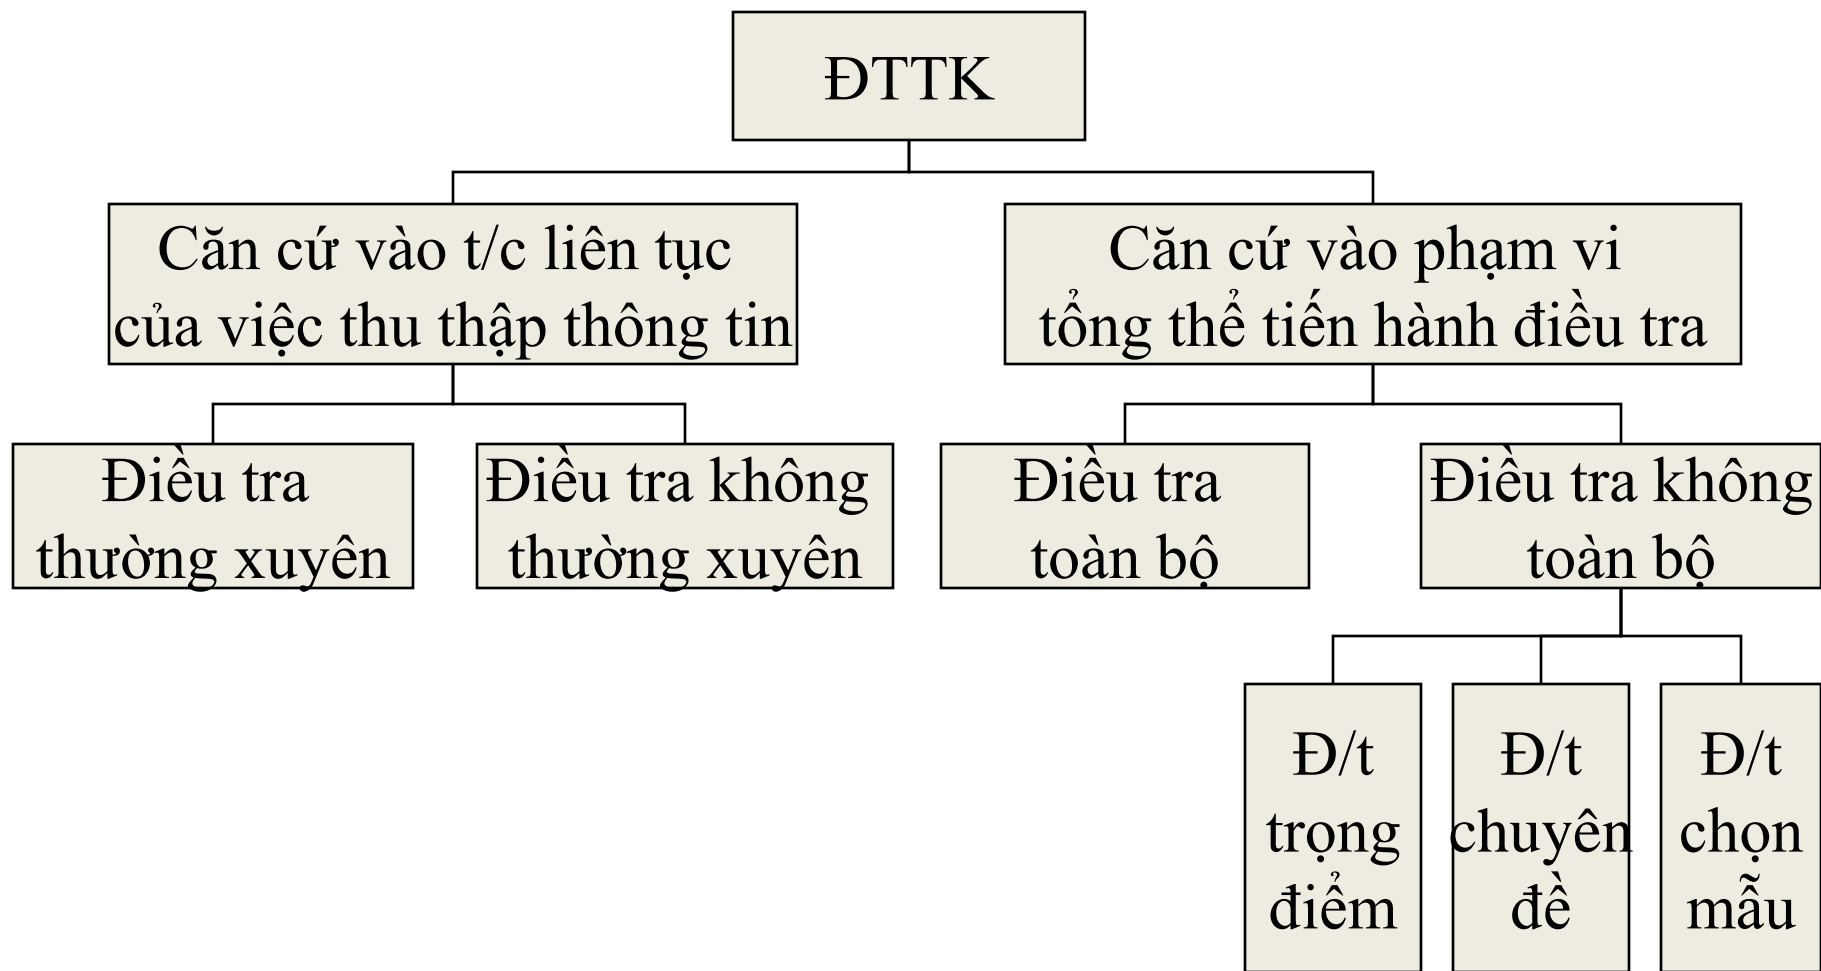 ĐTTK
Căn cứ vào t/c liên tục
của việc thu thập thông tin
Căn cứ vào phạm vi
tổng thể tiến hành điều tra
Điều tra
thường xuyên
Điều tra không
thường xuyên
Điều tra
toàn bộ
Điều tra không
toàn bộ
Đ/t
trọng
điểm
Đ/t
chuyên
đề
Đ/t
chọn
mẫu